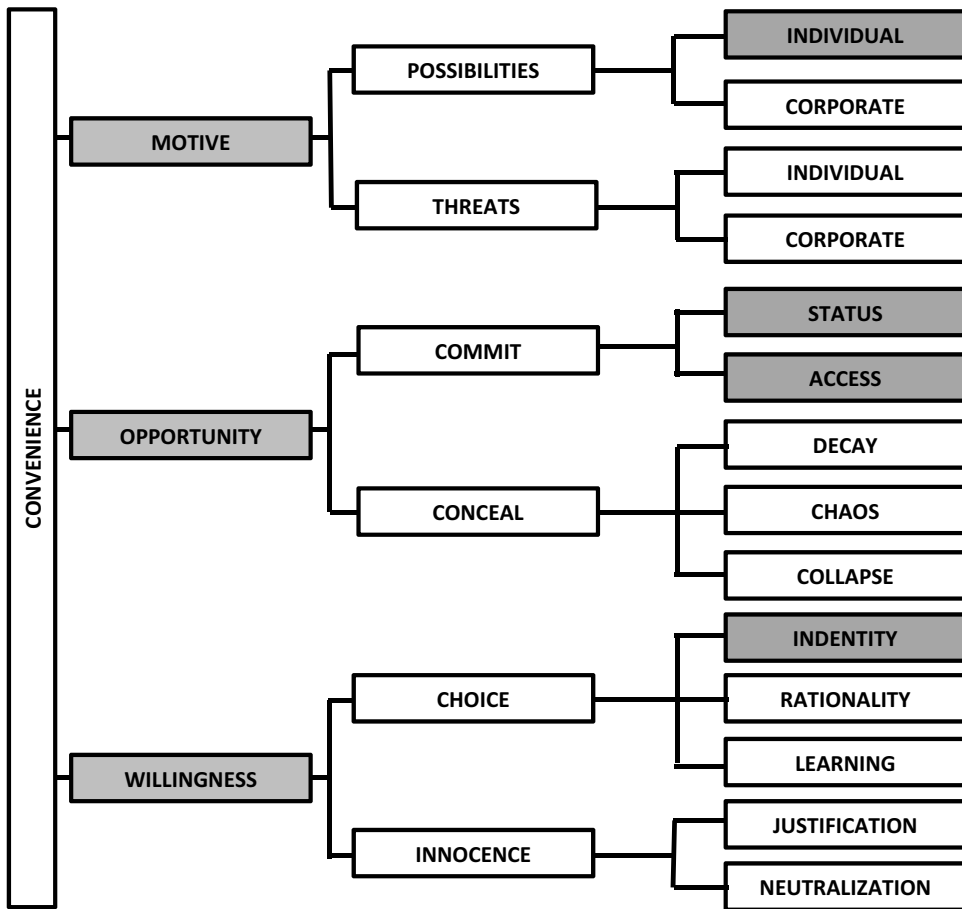 CONVENIENCE
MOTIVE
POSSIBILITIES
INDIVIDUAL
CORPORATE
THREATS
INDIVIDUAL
CORPORATE
OPPORTUNITY
COMMIT
STATUS
ACCESS
CONCEAL
DECAY
CHAOS
COLLAPSE
WILLINGNESS
CHOICE
INDENTITY
RATIONALITY
LEARNING
INNOCENCE
JUSTIFICATION
NEUTRALIZATION